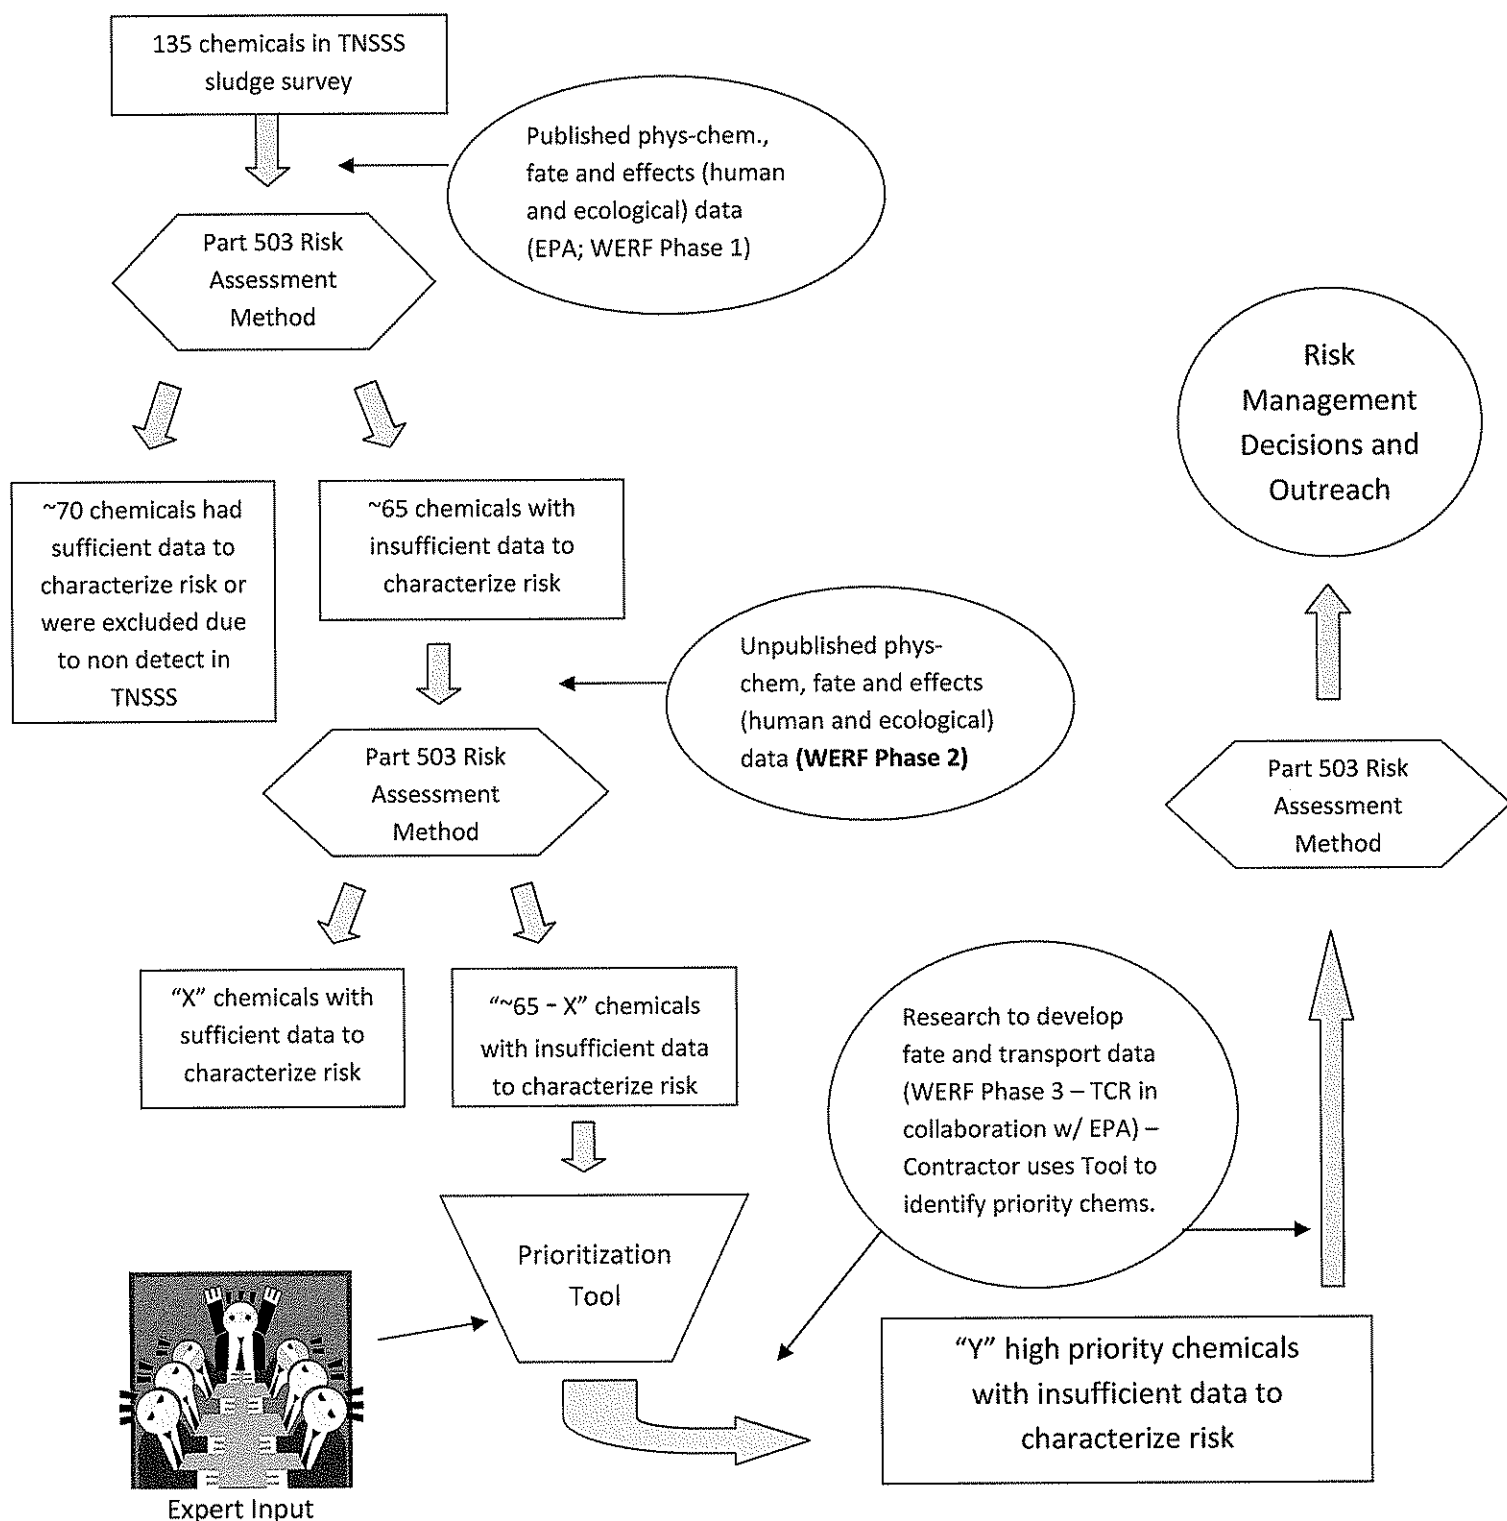 135 chemicals in TNSSS
sludge survey
Published phys-chem.,
fate and effects (human
and ecological) data
(EPA; WERF Phase 1)
Part 503 Risk
Assessment
Method
~70 chemicals had
sufficient data to
characterize risk or
were excluded due
to non detect in
TNSSS
~65 chemicals with
insufficient data to
characterize risk
Unpublished phys-
chem, fate and effects
(human and ecological)
data (WERF Phase 2)
Part 503 Risk
Assessment
Method
“X” chemicals with
sufficient data to
characterize risk
“~65 – X” chemicals
with insufficient data
to characterize risk
Prioritization
Tool
Expert Input
Research to develop
fate and transport data
(WERF Phase 3 – TCR in
collaboration w/ EPA) –
Contractor uses Tool to
identify priority chems.
“Y” high priority chemicals
with insufficient data to
characterize risk
Part 503 Risk
Assessment
Method
Risk
Management
Decisions and
Outreach